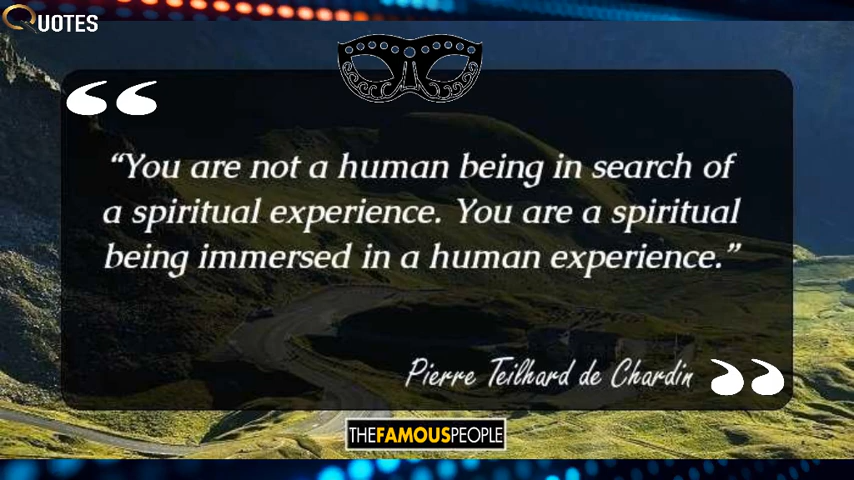 QUOTES
“You are not a human being in search of
a spiritual experience. You are a spiritual
being immersed in a human experience.”
Pierre Teilhard de Chardin
THEFAMOUSPEOPLE